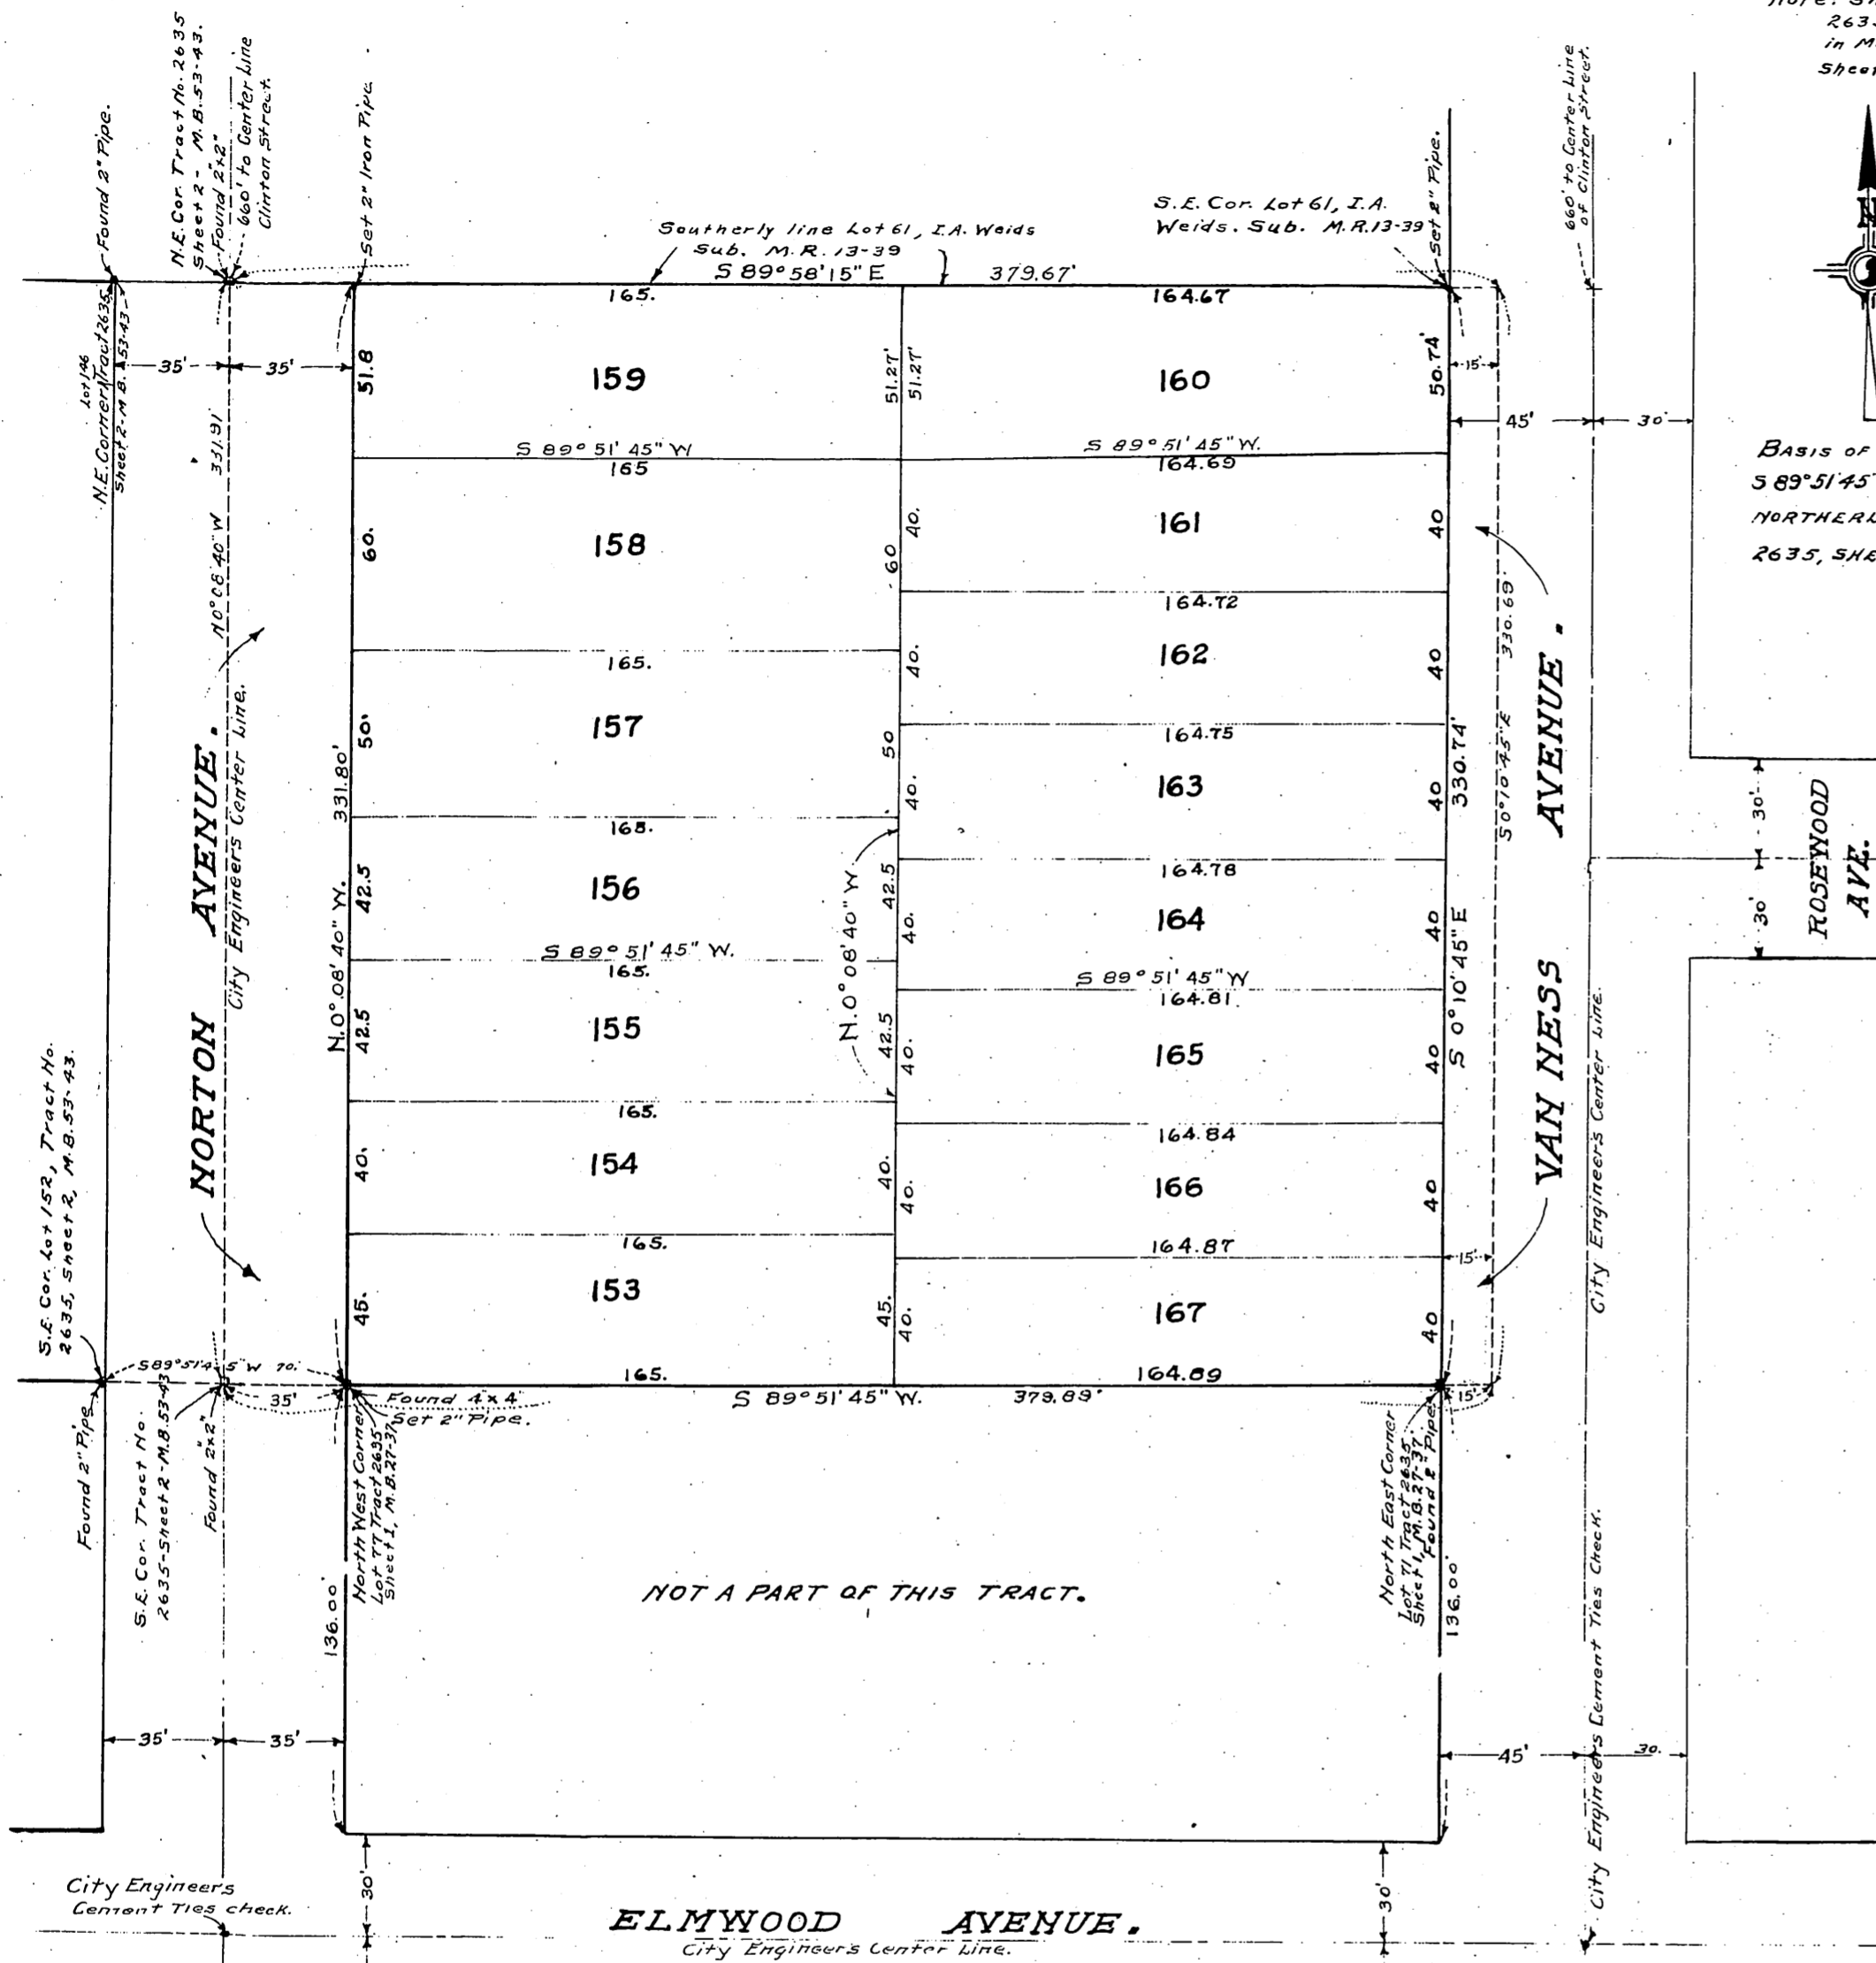 Note: Sh
2635
in M.
Sheet
N.E. Cor. Tract No. 2635
Sheet 2 - M.B. 53-43.
Found 2"x2"
660' to Center Line
Clinton Street.
Found 2" Pipe.
Set 2" Iron Pipe.
Southerly line Lot 61, I.A. Weids
Sub. M.R. 13-39
S 89° 58' 15" E 379.67'
S.E. Cor. Lot 61, I.A.
Weids. Sub. M.R. 13-39
Set 2" Pipe.
660' to Center Line
of Clinton Street.
Lot 146
N.E. Corner Tract 2635
Sheet 2 - M.B. 53-43
35' 35'
165. 164.67
51.8 159 51.27' 51.27' 160 50.74' 15'
45' 30'
S 89° 51' 45" W S 89° 51' 45" W.
165 164.69
BASIS OF
S 89° 51' 45"
NORTHERL
2635, SHE
60. 158 60 40. 161 40
164.72
165. 40. 162 40
50. 157 50 164.75
40. 163 40
165. 164.78
42.5 156 42.5 40. 164 40
S 89° 51' 45" W. S 89° 51' 45" W
165. 164.81
42.5 155 42.5 40. 165 40
165. 164.84
40. 154 40. 40. 166 40
165. 164.87
15'
45. 153 45. 40. 167 40
165. 164.89
S 89° 51' 45" W. 379.89'
N 0° 08' 40" W 331.91'
City Engineers Center Line.
NORTON AVENUE.
N. 0° 08' 40" W. 331.80'
N. 0° 08' 40" W
S 0° 10' 45" E 330.74'
S 0° 10' 45" E 330.69'
VAN NESS AVENUE.
City Engineer's Center Line.
30' 30'
ROSEWOOD
AVE.
S.E. Cor. Lot 152, Tract No.
2635, Sheet 2, M.B. 53-43.
S 89° 51' 45" W 70.'
35'
Found 4"x4"
Set 2" Pipe.
15'
Found 2" Pipe
S.E. Cor. Tract No.
2635-Sheet 2-M.B. 53-43
Found 2"x2"
North West Corner
Lot 77 Tract 2635
Sheet 1, M.B. 27-37
North East Corner
Lot 71 Tract 2635
Sheet 1, M.B. 27-37
Found 2" Pipe
136.00' 136.00'
NOT A PART OF THIS TRACT.
City Engineers Cement Ties Check.
35' 35' 45' 30.
City Engineers
Cement Ties check.
30' 30'
ELMWOOD AVENUE.
City Engineer's Center Line.